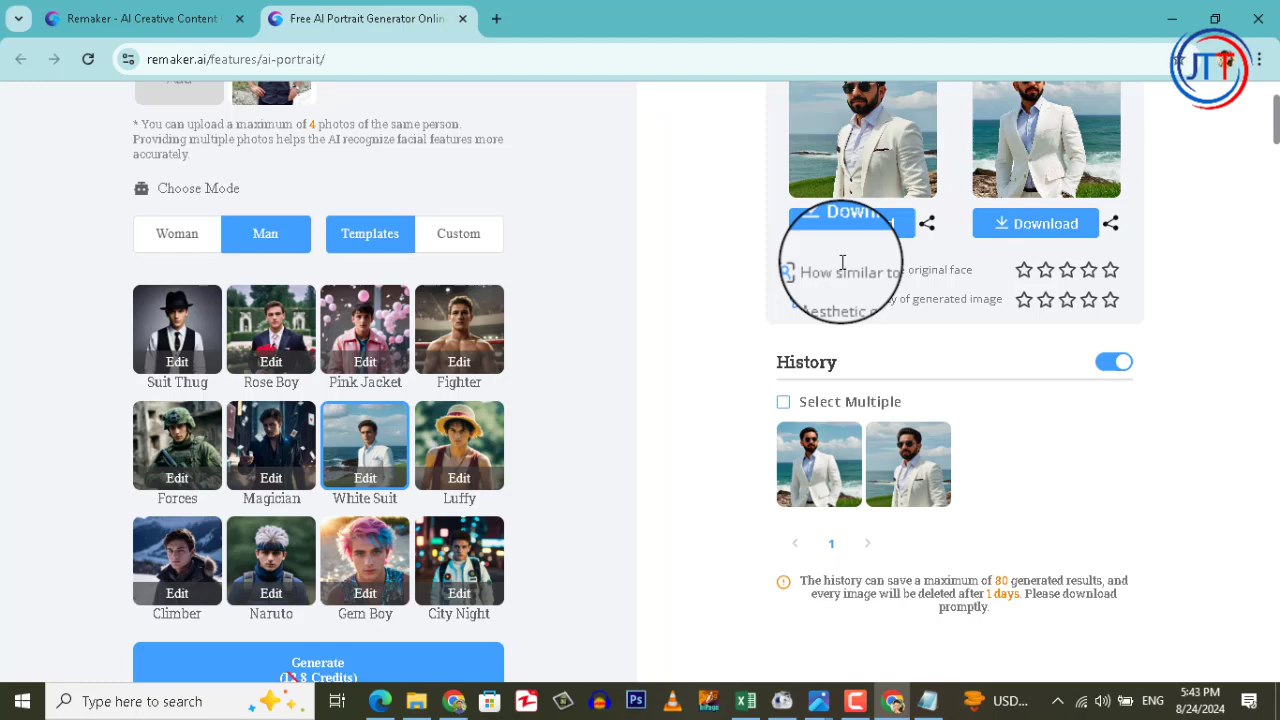 Remaker - AI Creative Content
Free AI Portrait Generator Onlin
remaker.ai/features/ai-portrait/
JTT
* You can upload a maximum of 4 photos of the same person.
Providing multiple photos helps the AI recognize facial features more
accurately.
Choose Mode
Woman Man Templates Custom
Edit Edit Edit Edit
Suit Thug Rose Boy Pink Jacket Fighter
Edit Edit Edit Edit
Forces Magician White Suit Luffy
Edit Edit Edit Edit
Climber Naruto Gem Boy City Night
Generate
Credits)
Download
How similar to original face
Aesthetic of generated image
History
Select Multiple
1
The history can save a maximum of 80 generated results, and
every image will be deleted after 1 days. Please download
promptly.
Type here to search
USD...
ENG
5:43 PM
8/24/2024